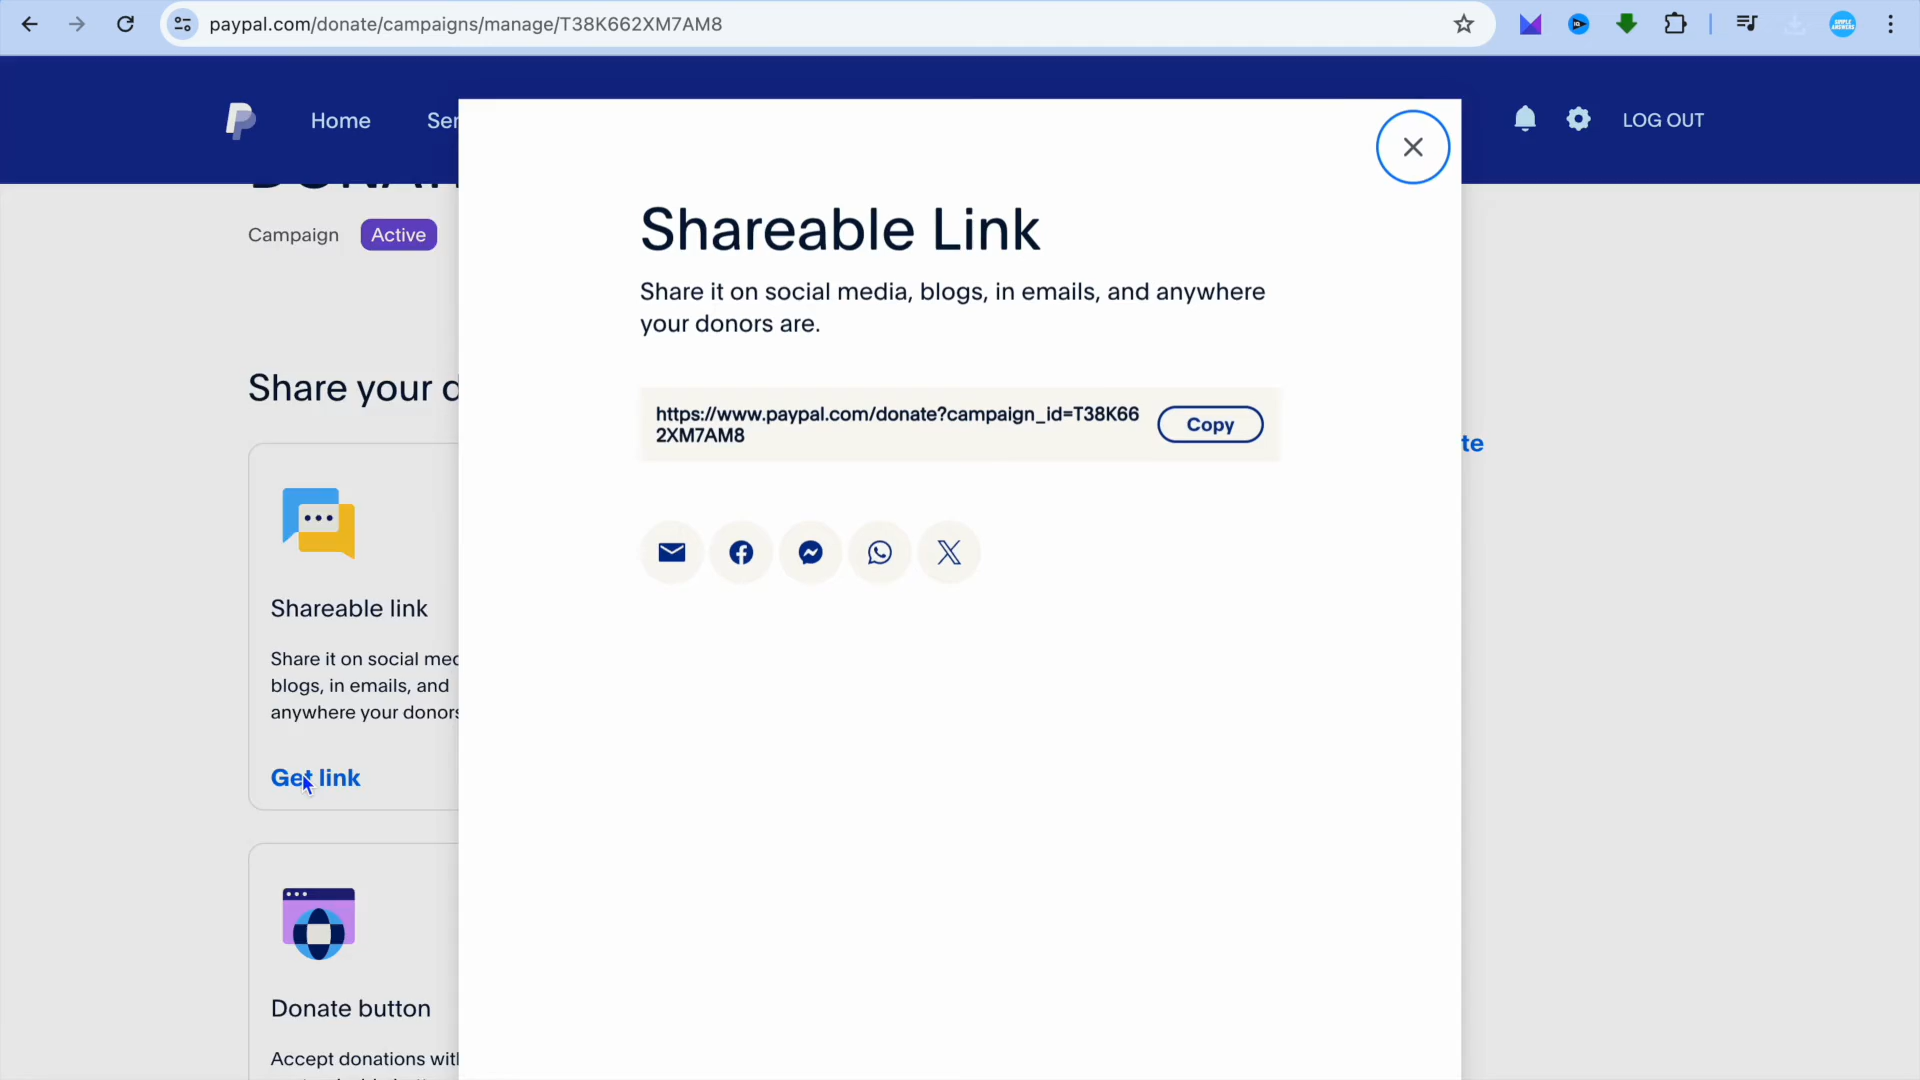 paypal.com/donate/campaigns/manage/T38K662XM7AM8
Home
LOG OUT
Campaign
Active
Shareable Link
Share it on social media, blogs, in emails, and anywhere
your donors are.
https://www.paypal.com/donate?campaign_id=T38K66
2XM7AM8
Copy
Share your d
te
Shareable link
Share it on social med
blogs, in emails, and
anywhere your donors
Get link
Donate button
Accept donations with